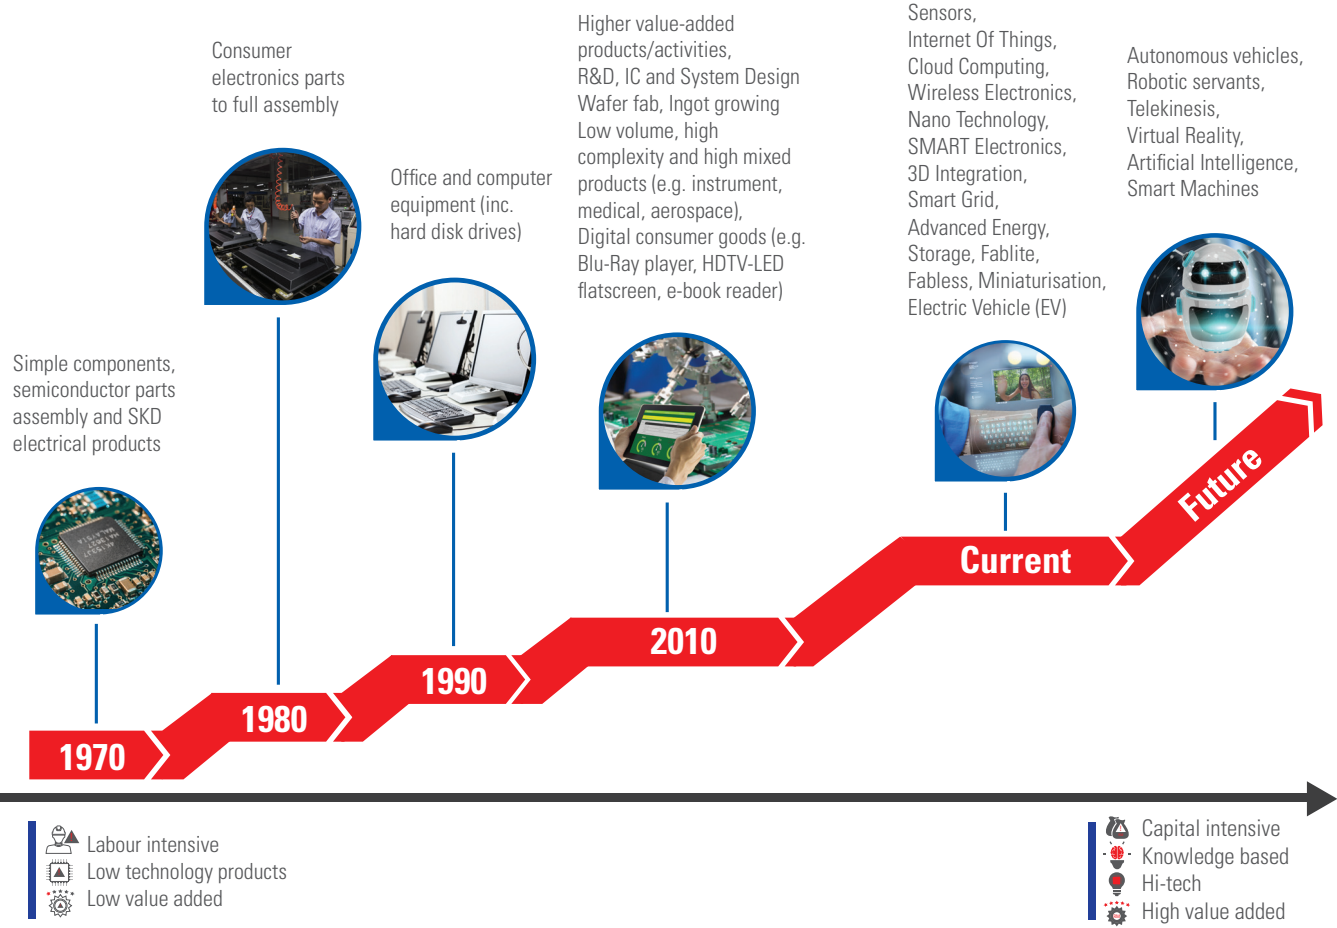 Simple components,
semiconductor parts
assembly and SKD
electrical products
Consumer
electronics parts
to full assembly
Office and computer
equipment (inc.
hard disk drives)
Higher value-added
products/activities,
R&D, IC and System Design
Wafer fab, Ingot growing
Low volume, high
complexity and high mixed
products (e.g. instrument,
medical, aerospace),
Digital consumer goods (e.g.
Blu-Ray player, HDTV-LED
flatscreen, e-book reader)
Sensors,
Internet Of Things,
Cloud Computing,
Wireless Electronics,
Nano Technology,
SMART Electronics,
3D Integration,
Smart Grid,
Advanced Energy,
Storage, Fablite,
Fabless, Miniaturisation,
Electric Vehicle (EV)
Autonomous vehicles,
Robotic servants,
Telekinesis,
Virtual Reality,
Artificial Intelligence,
Smart Machines
1970
1980
1990
2010
Current
Future
Labour intensive
Low technology products
Low value added
Capital intensive
Knowledge based
Hi-tech
High value added